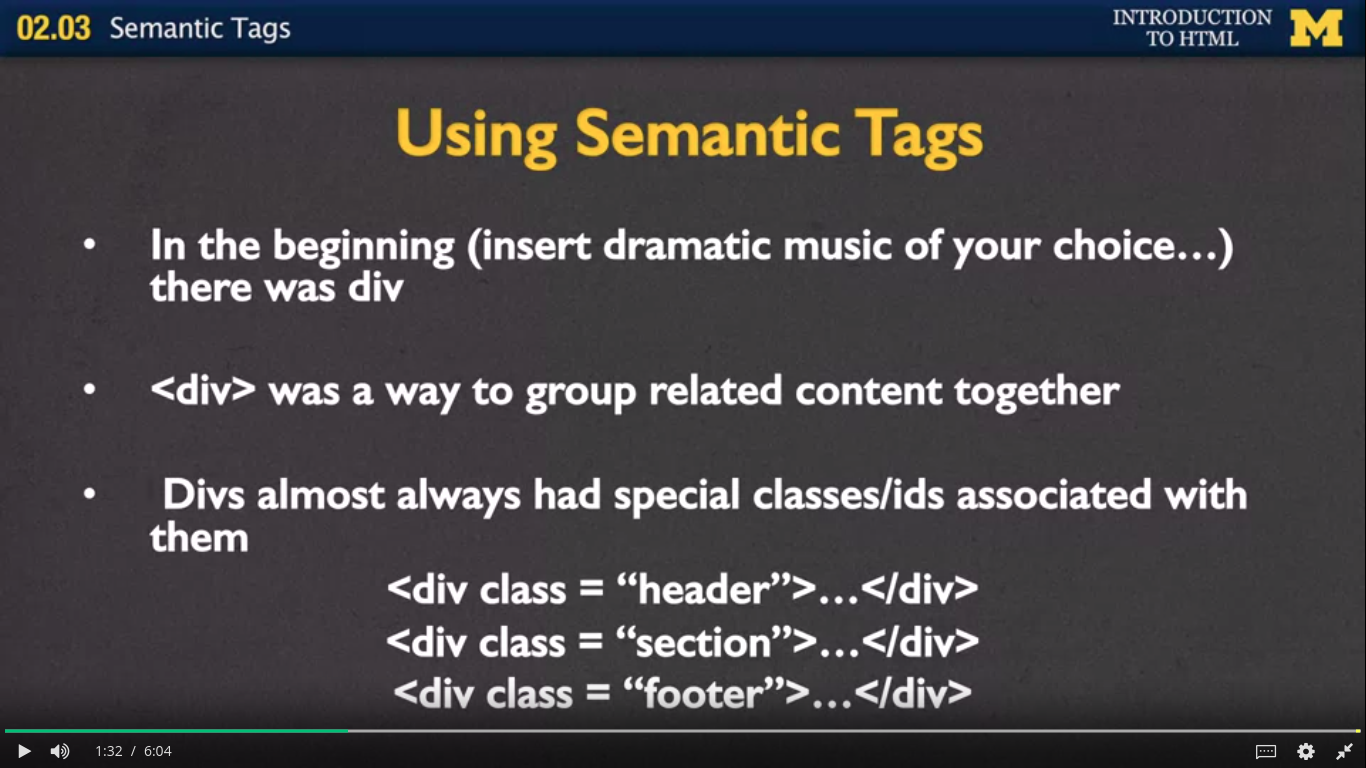 02.03 Semantic Tags
INTRODUCTION
TO HTML
M
Using Semantic Tags
• In the beginning (insert dramatic music of your choice…)
there was div
• <div> was a way to group related content together
• Divs almost always had special classes/ids associated with
them
<div class = “header”>…</div>
<div class = “section”>…</div>
<div class = “footer”>…</div>
1:32 / 6:04